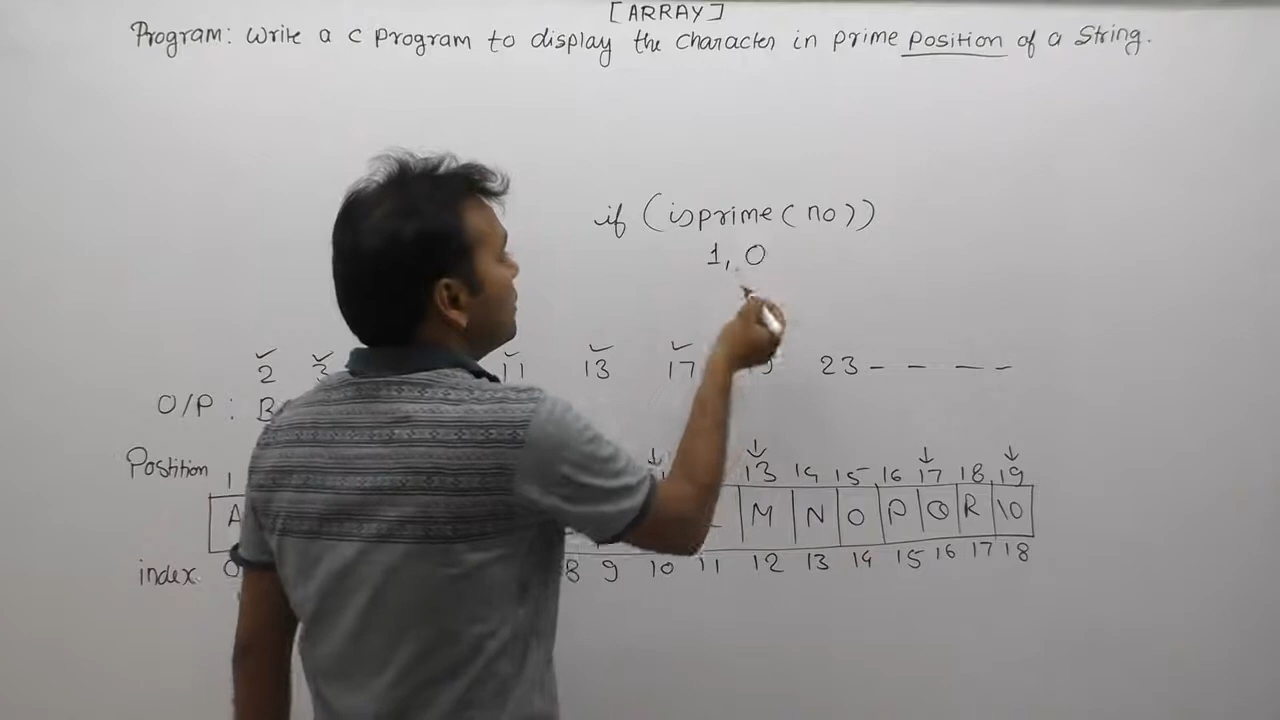 [ARRAY]
Program: Write a c program to display the character in prime position of a String.
if (isprime(no))
1, 0
2 3 11 13 17 23 - - - -
O/P : B
Postition 1 13 14 15 16 17 18 19
A M N O P Q R \0
index 0 8 9 10 11 12 13 14 15 16 17 18